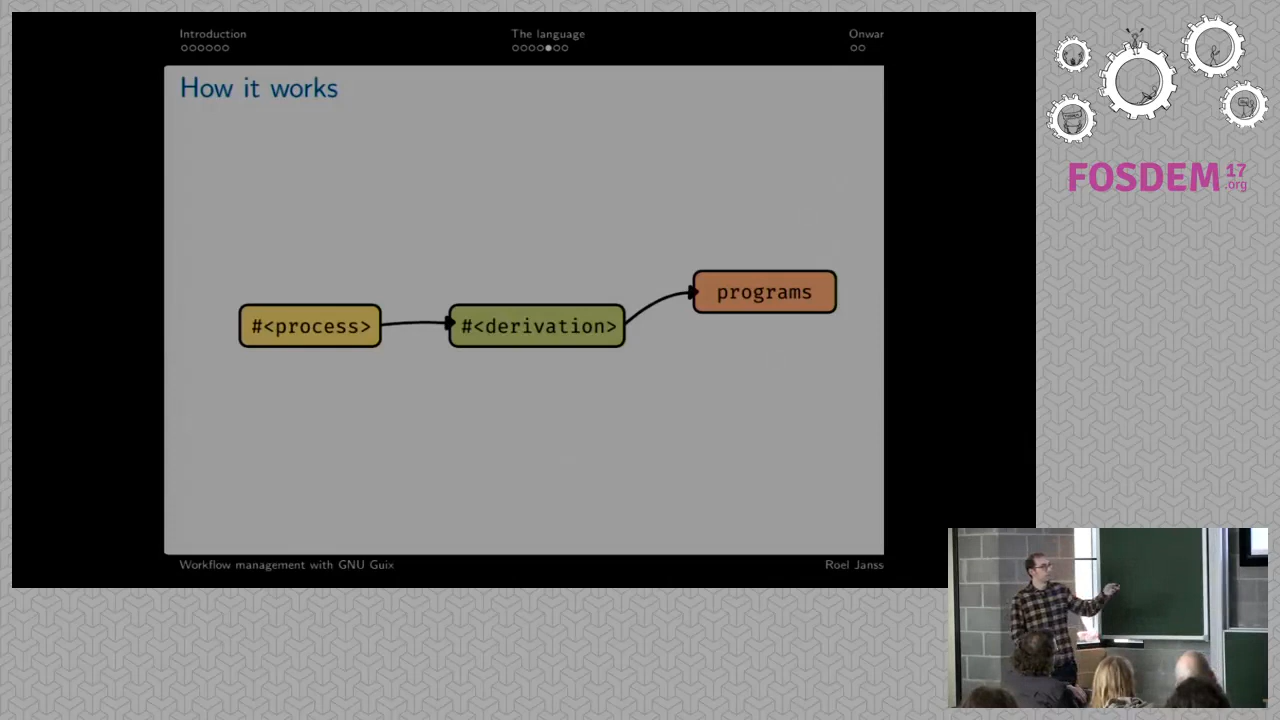 Introduction
The language
Onwar
How it works
#<process>
#<derivation>
programs
Workflow management with GNU Guix
Roel Janss
FOSDEM 17
.org